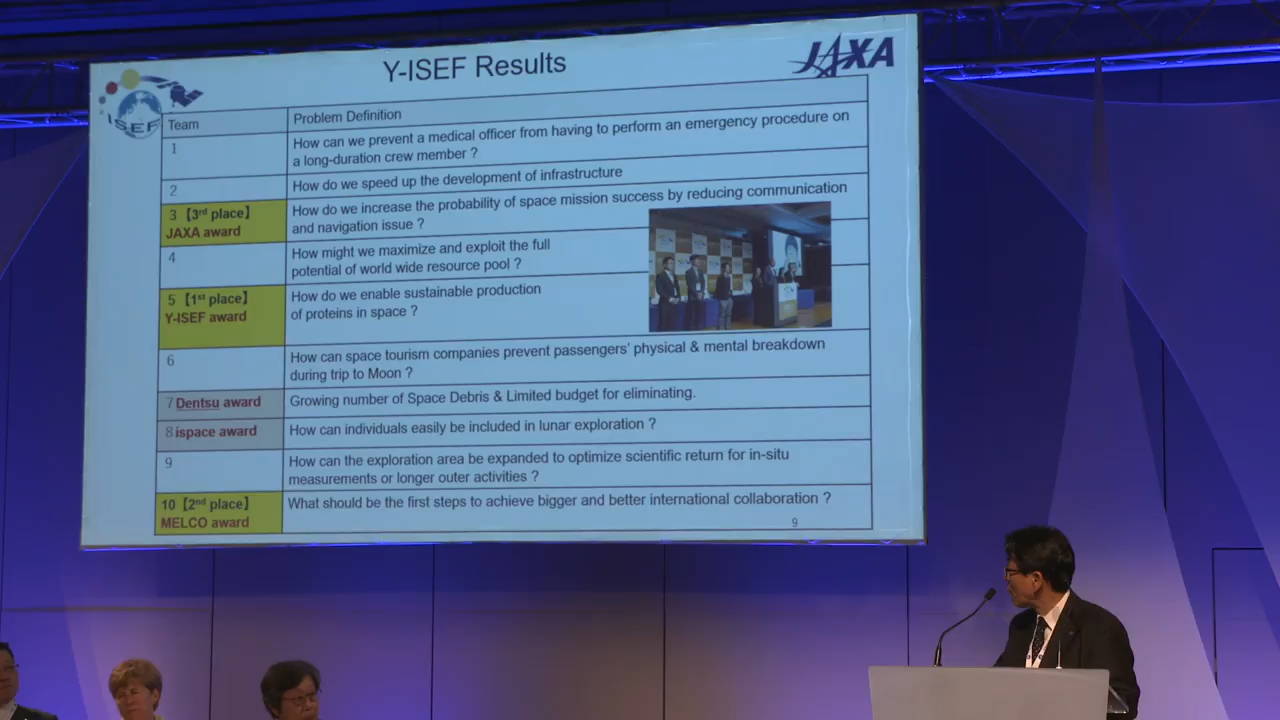 Y-ISEF Results
JAXA
ISEF
Team
Problem Definition
1
How can we prevent a medical officer from having to perform an emergency procedure on
a long-duration crew member ?
2
How do we speed up the development of infrastructure
3【3rd place】
JAXA award
How do we increase the probability of space mission success by reducing communication
and navigation issue ?
4
How might we maximize and exploit the full
potential of world wide resource pool ?
5【1st place】
Y-ISEF award
How do we enable sustainable production
of proteins in space ?
6
How can space tourism companies prevent passengers' physical & mental breakdown
during trip to Moon ?
7 Dentsu award
Growing number of Space Debris & Limited budget for eliminating.
8 ispace award
How can individuals easily be included in lunar exploration ?
9
How can the exploration area be expanded to optimize scientific return for in-situ
measurements or longer outer activities ?
10【2nd place】
MELCO award
What should be the first steps to achieve bigger and better international collaboration ?
9